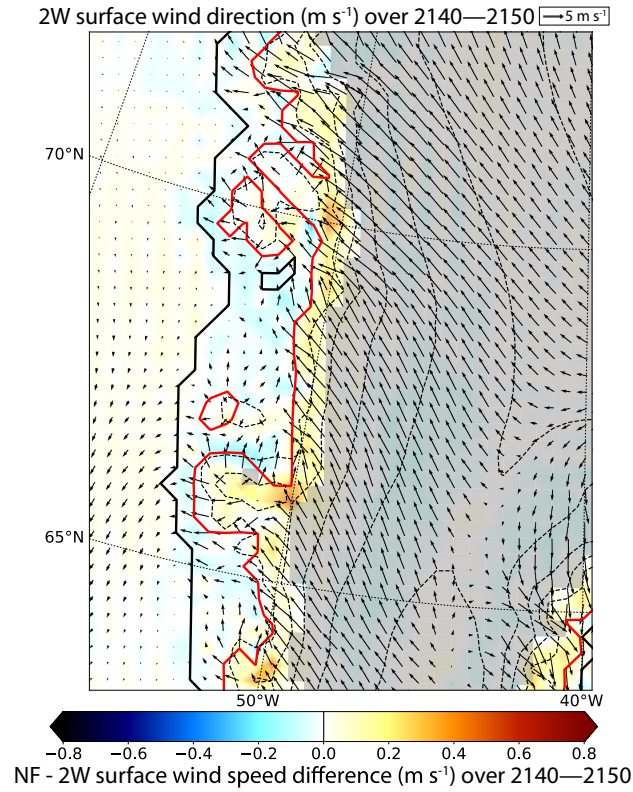 2W surface wind direction (m s⁻¹) over 2140—2150 5 m s⁻¹
70°N
65°N
50°W 40°W
−0.8 −0.6 −0.4 −0.2 0.0 0.2 0.4 0.6 0.8
NF - 2W surface wind speed difference (m s⁻¹) over 2140—2150